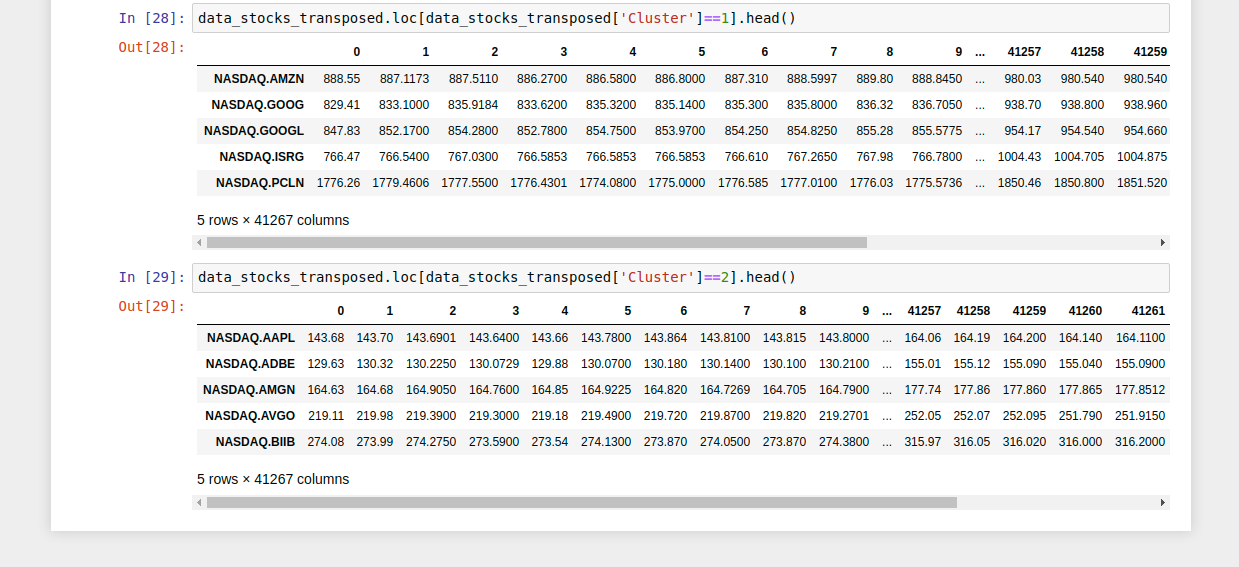 In [28]: data_stocks_transposed.loc[data_stocks_transposed['Cluster']==1].head()
Out[28]:
0 1 2 3 4 5 6 7 8 9 ... 41257 41258 41259
NASDAQ.AMZN 888.55 887.1173 887.5110 886.2700 886.5800 886.8000 887.310 888.5997 889.80 888.8450 ... 980.03 980.540 980.540
NASDAQ.GOOG 829.41 833.1000 835.9184 833.6200 835.3200 835.1400 835.300 835.8000 836.32 836.7050 ... 938.70 938.800 938.960
NASDAQ.GOOGL 847.83 852.1700 854.2800 852.7800 854.7500 853.9700 854.250 854.8250 855.28 855.5775 ... 954.17 954.540 954.660
NASDAQ.ISRG 766.47 766.5400 767.0300 766.5853 766.5853 766.5853 766.610 767.2650 767.98 766.7800 ... 1004.43 1004.705 1004.875
NASDAQ.PCLN 1776.26 1779.4606 1777.5500 1776.4301 1774.0800 1775.0000 1776.585 1777.0100 1776.03 1775.5736 ... 1850.46 1850.800 1851.520
5 rows × 41267 columns
In [29]: data_stocks_transposed.loc[data_stocks_transposed['Cluster']==2].head()
Out[29]:
0 1 2 3 4 5 6 7 8 9 ... 41257 41258 41259 41260 41261
NASDAQ.AAPL 143.68 143.70 143.6901 143.6400 143.66 143.7800 143.864 143.8100 143.815 143.8000 ... 164.06 164.19 164.200 164.140 164.1100
NASDAQ.ADBE 129.63 130.32 130.2250 130.0729 129.88 130.0700 130.180 130.1400 130.100 130.2100 ... 155.01 155.12 155.090 155.040 155.0900
NASDAQ.AMGN 164.63 164.68 164.9050 164.7600 164.85 164.9225 164.820 164.7269 164.705 164.7900 ... 177.74 177.86 177.860 177.865 177.8512
NASDAQ.AVGO 219.11 219.98 219.3900 219.3000 219.18 219.4900 219.720 219.8700 219.820 219.2701 ... 252.05 252.07 252.095 251.790 251.9150
NASDAQ.BIIB 274.08 273.99 274.2750 273.5900 273.54 274.1300 273.870 274.0500 273.870 274.3800 ... 315.97 316.05 316.020 316.000 316.2000
5 rows × 41267 columns